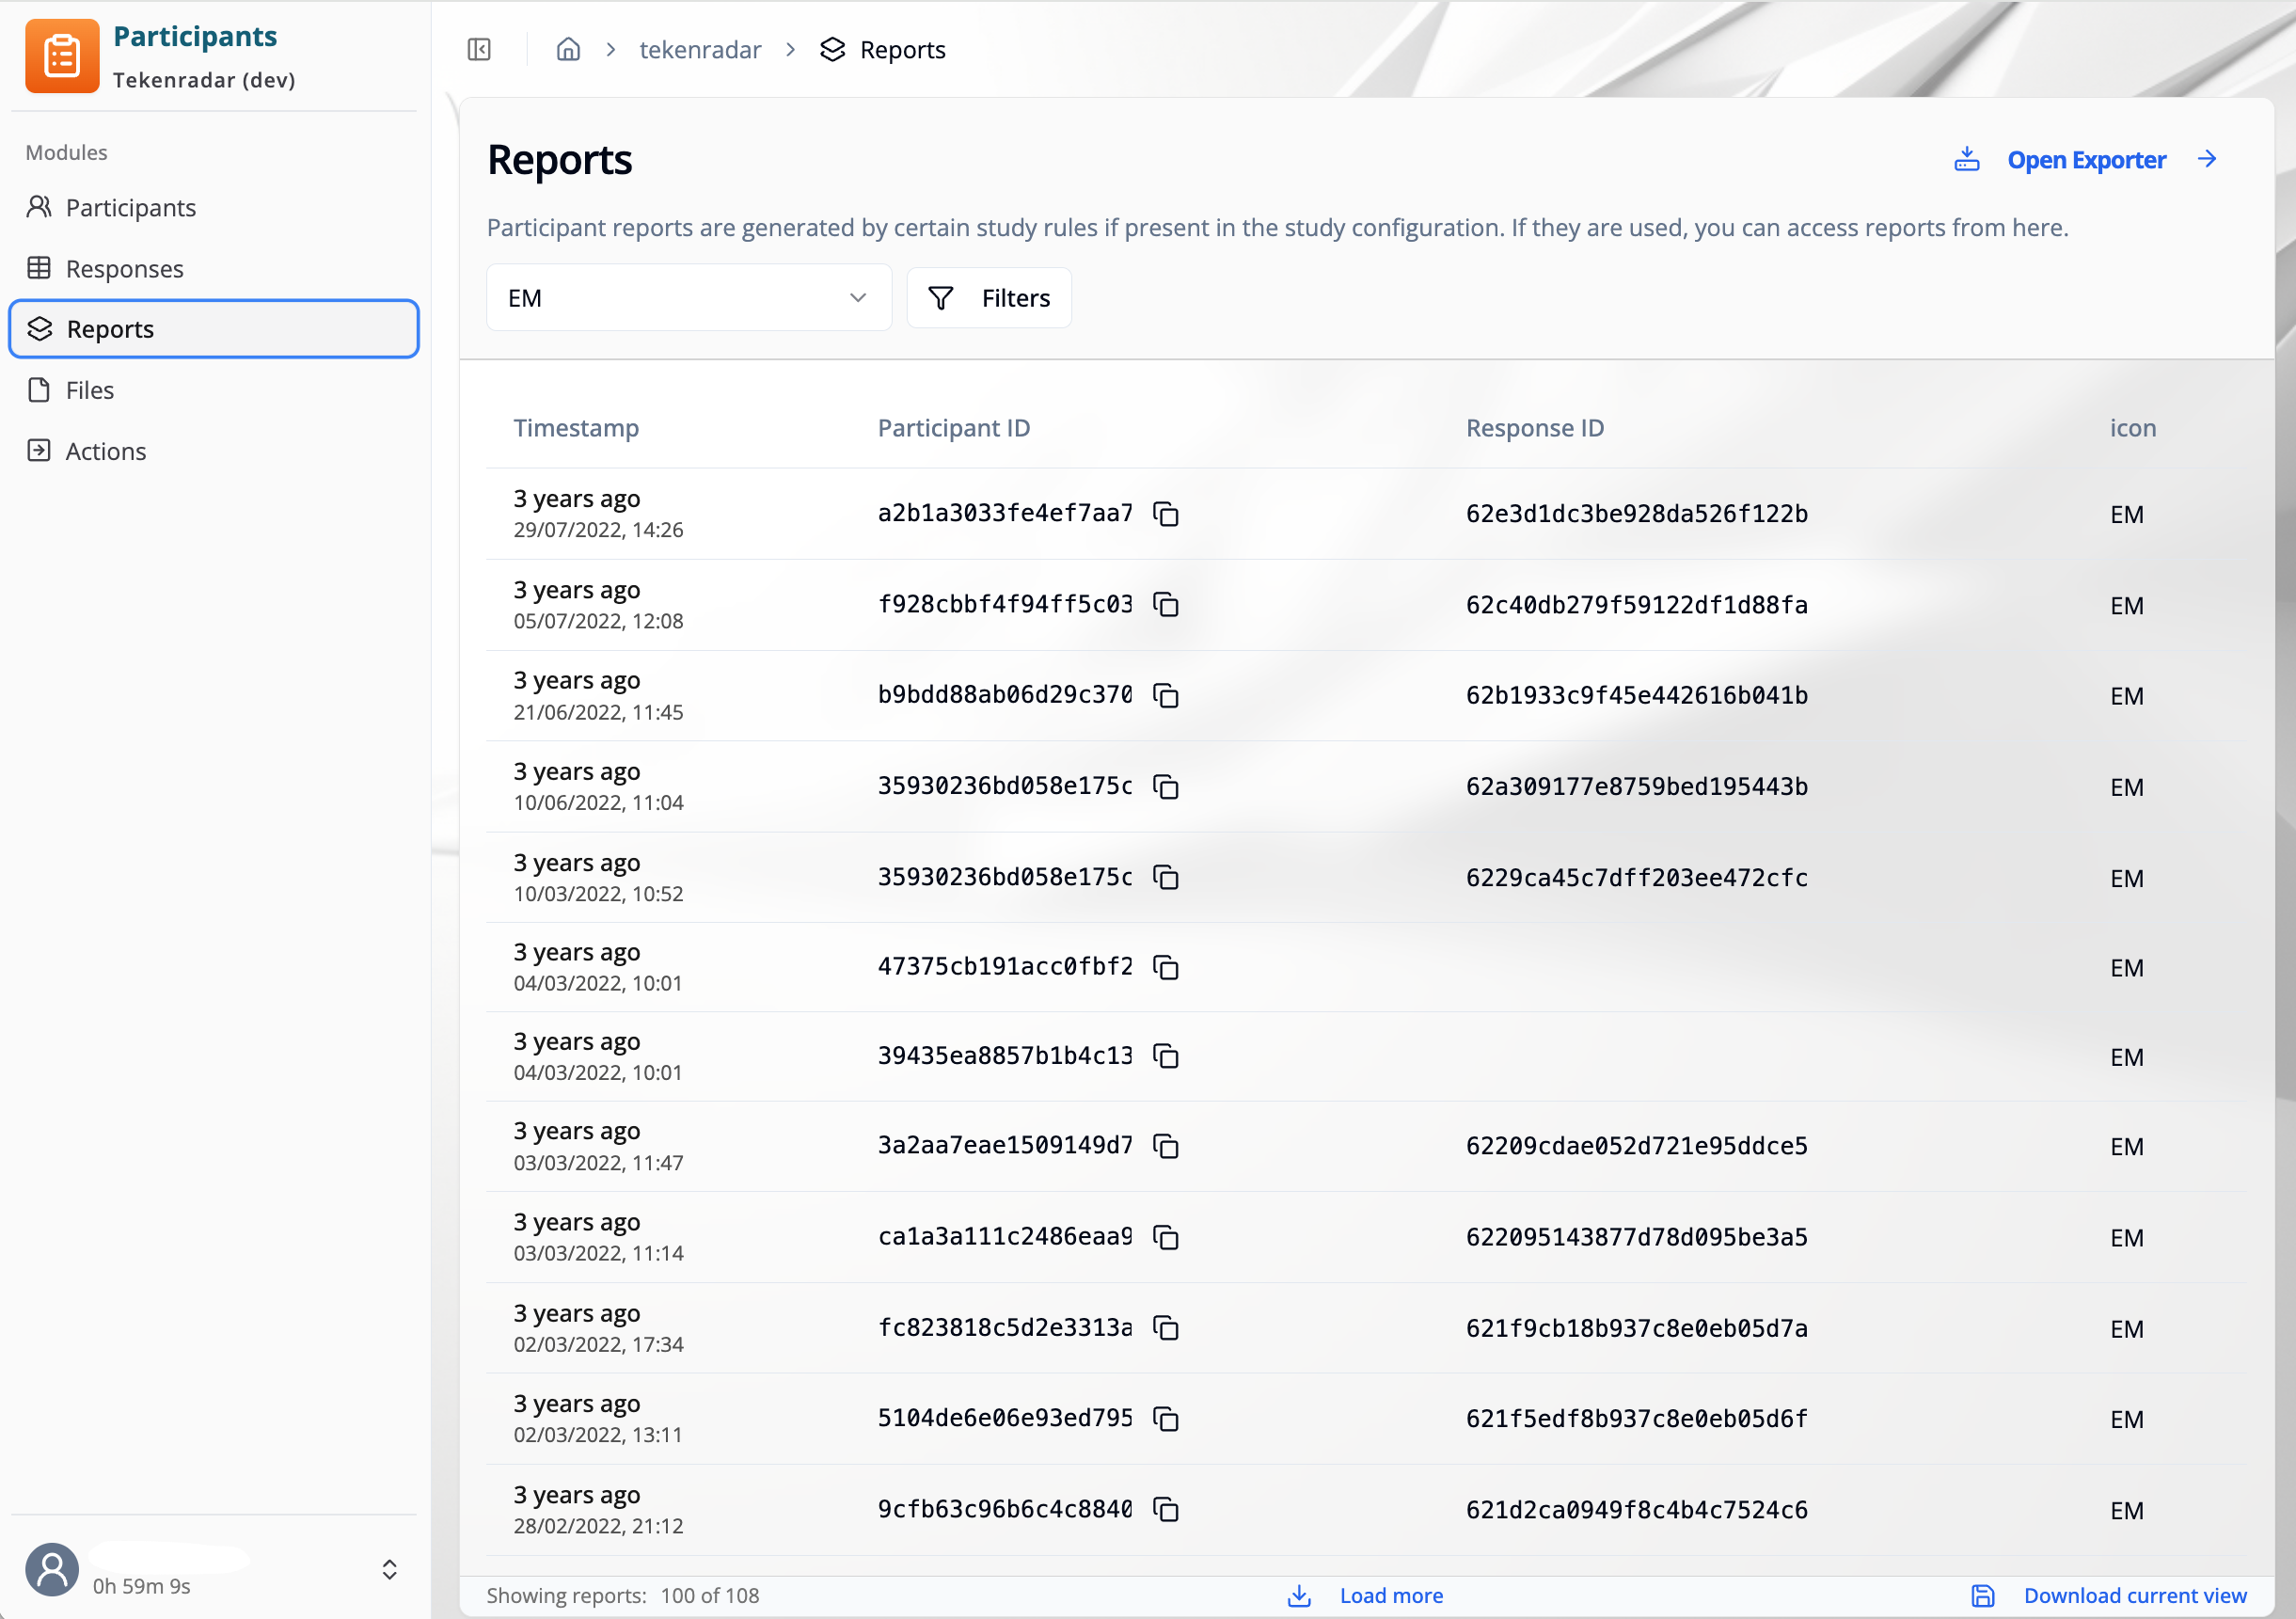 Participants
Tekenradar (dev)
Modules
Participants
Responses
Reports
Files
Actions
0h 59m 9s
tekenradar
Reports
Reports
Open Exporter
Participant reports are generated by certain study rules if present in the study configuration. If they are used, you can access reports from here.
EM
Filters
Timestamp Participant ID Response ID icon
3 years ago
29/07/2022, 14:26
a2b1a3033fe4ef7aa7 62e3d1dc3be928da526f122b EM
3 years ago
05/07/2022, 12:08
f928cbbf4f94ff5c03 62c40db279f59122df1d88fa EM
3 years ago
21/06/2022, 11:45
b9bdd88ab06d29c370 62b1933c9f45e442616b041b EM
3 years ago
10/06/2022, 11:04
35930236bd058e175c 62a309177e8759bed195443b EM
3 years ago
10/03/2022, 10:52
35930236bd058e175c 6229ca45c7dff203ee472cfc EM
3 years ago
04/03/2022, 10:01
47375cb191acc0fbf2 EM
3 years ago
04/03/2022, 10:01
39435ea8857b1b4c13 EM
3 years ago
03/03/2022, 11:47
3a2aa7eae1509149d7 62209cdae052d721e95ddce5 EM
3 years ago
03/03/2022, 11:14
ca1a3a111c2486eaa9 622095143877d78d095be3a5 EM
3 years ago
02/03/2022, 17:34
fc823818c5d2e3313a 621f9cb18b937c8e0eb05d7a EM
3 years ago
02/03/2022, 13:11
5104de6e06e93ed795 621f5edf8b937c8e0eb05d6f EM
3 years ago
28/02/2022, 21:12
9cfb63c96b6c4c8840 621d2ca0949f8c4b4c7524c6 EM
Showing reports: 100 of 108
Load more
Download current view